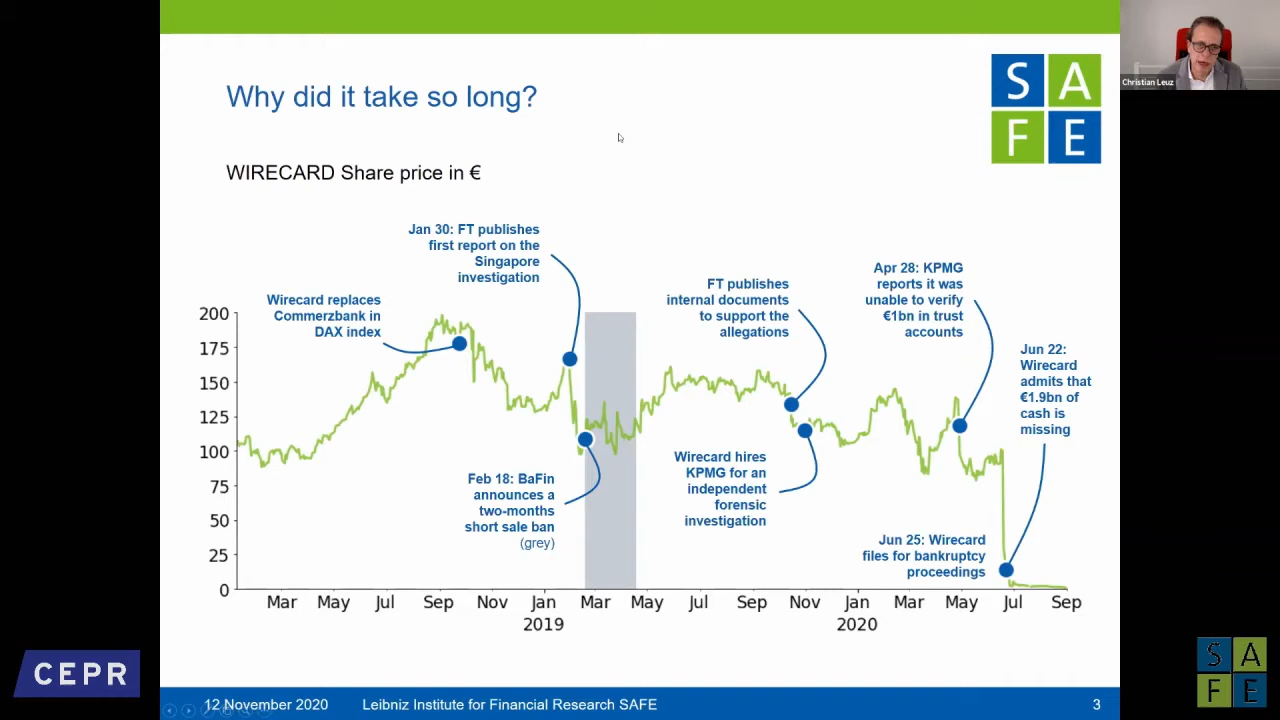 Why did it take so long?
S A
F E
Christian Leuz
WIRECARD Share price in €
Jan 30: FT publishes
first report on the
Singapore
investigation
Wirecard replaces
Commerzbank in
DAX index
FT publishes
internal documents
to support the
allegations
Apr 28: KPMG
reports it was
unable to verify
€1bn in trust
accounts
Jun 22:
Wirecard
admits that
€1.9bn of
cash is
missing
200
175
150
125
100
75
50
25
0
Feb 18: BaFin
announces a
two-months
short sale ban
(grey)
Wirecard hires
KPMG for an
independent
forensic
investigation
Jun 25: Wirecard
files for bankruptcy
proceedings
Mar May Jul Sep Nov Jan Mar May Jul Sep Nov Jan Mar May Jul Sep
2019 2020
CEPR
S A
F E
12 November 2020 Leibniz Institute for Financial Research SAFE 3